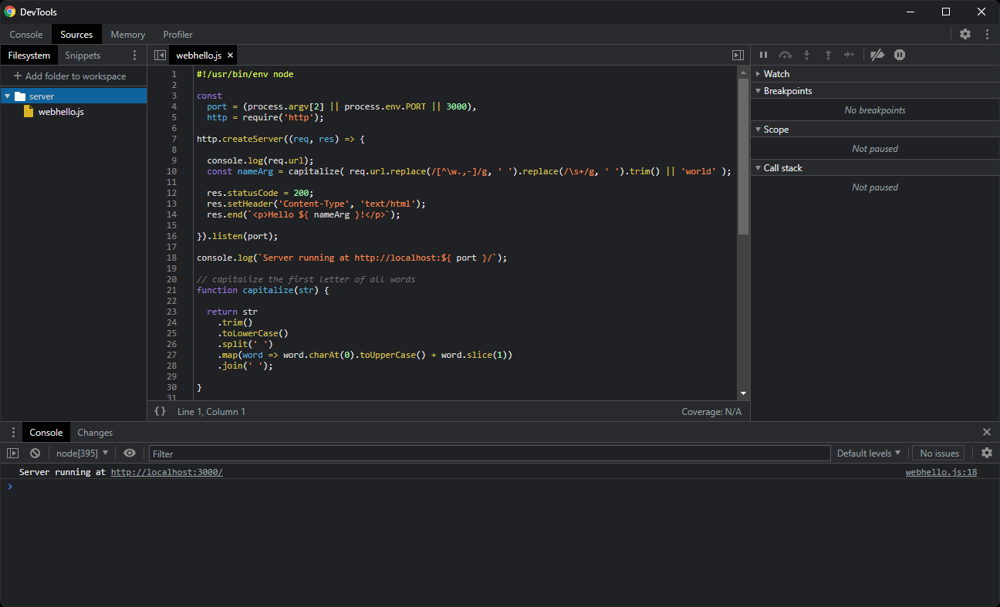 DevTools
Console Sources Memory Profiler
Filesystem Snippets
webhello.js
Add folder to workspace
server
webhello.js
1 #!/usr/bin/env node
2
3 const
4   port = (process.argv[2] || process.env.PORT || 3000),
5   http = require('http');
6
7 http.createServer((req, res) => {
8
9   console.log(req.url);
10   const nameArg = capitalize( req.url.replace(/[^\w.,-]/g, ' ').replace(/\s+/g, ' ').trim() || 'world' );
11
12   res.statusCode = 200;
13   res.setHeader('Content-Type', 'text/html');
14   res.end(`<p>Hello ${ nameArg }!</p>`);
15
16 }).listen(port);
17
18 console.log(`Server running at http://localhost:${ port }/`);
19
20 // capitalize the first letter of all words
21 function capitalize(str) {
22
23   return str
24     .trim()
25     .toLowerCase()
26     .split(' ')
27     .map(word => word.charAt(0).toUpperCase() + word.slice(1))
28     .join(' ');
29
30 }
31
{} Line 1, Column 1
Coverage: N/A
Watch
Breakpoints
No breakpoints
Scope
Not paused
Call stack
Not paused
Console Changes
node[395]
Filter
Default levels
No issues
Server running at http://localhost:3000/
webhello.js:18